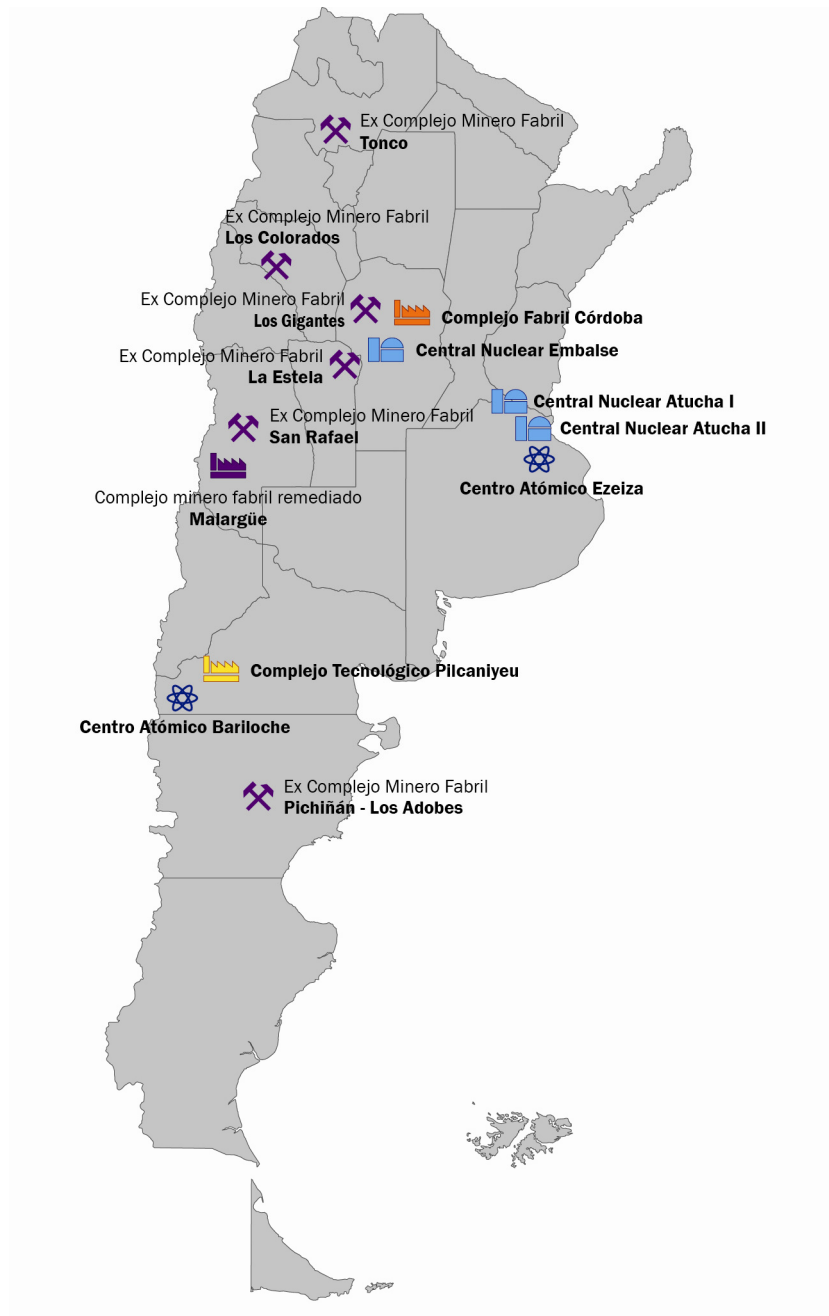 Ex Complejo Minero Fabril
Tonco
Ex Complejo Minero Fabril
Los Colorados
Ex Complejo Minero Fabril
Los Gigantes
Complejo Fabril Córdoba
Central Nuclear Embalse
Ex Complejo Minero Fabril
La Estela
Central Nuclear Atucha I
Ex Complejo Minero Fabril
San Rafael
Central Nuclear Atucha II
Centro Atómico Ezeiza
Complejo minero fabril remediado
Malargüe
Complejo Tecnológico Pilcaniyeu
Centro Atómico Bariloche
Ex Complejo Minero Fabril
Pichiñán - Los Adobes